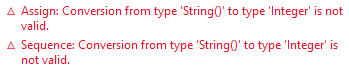 Assign: Conversion from type 'String()' to type 'Integer' is not
valid.
Sequence: Conversion from type 'String()' to type 'Integer' is
not valid.